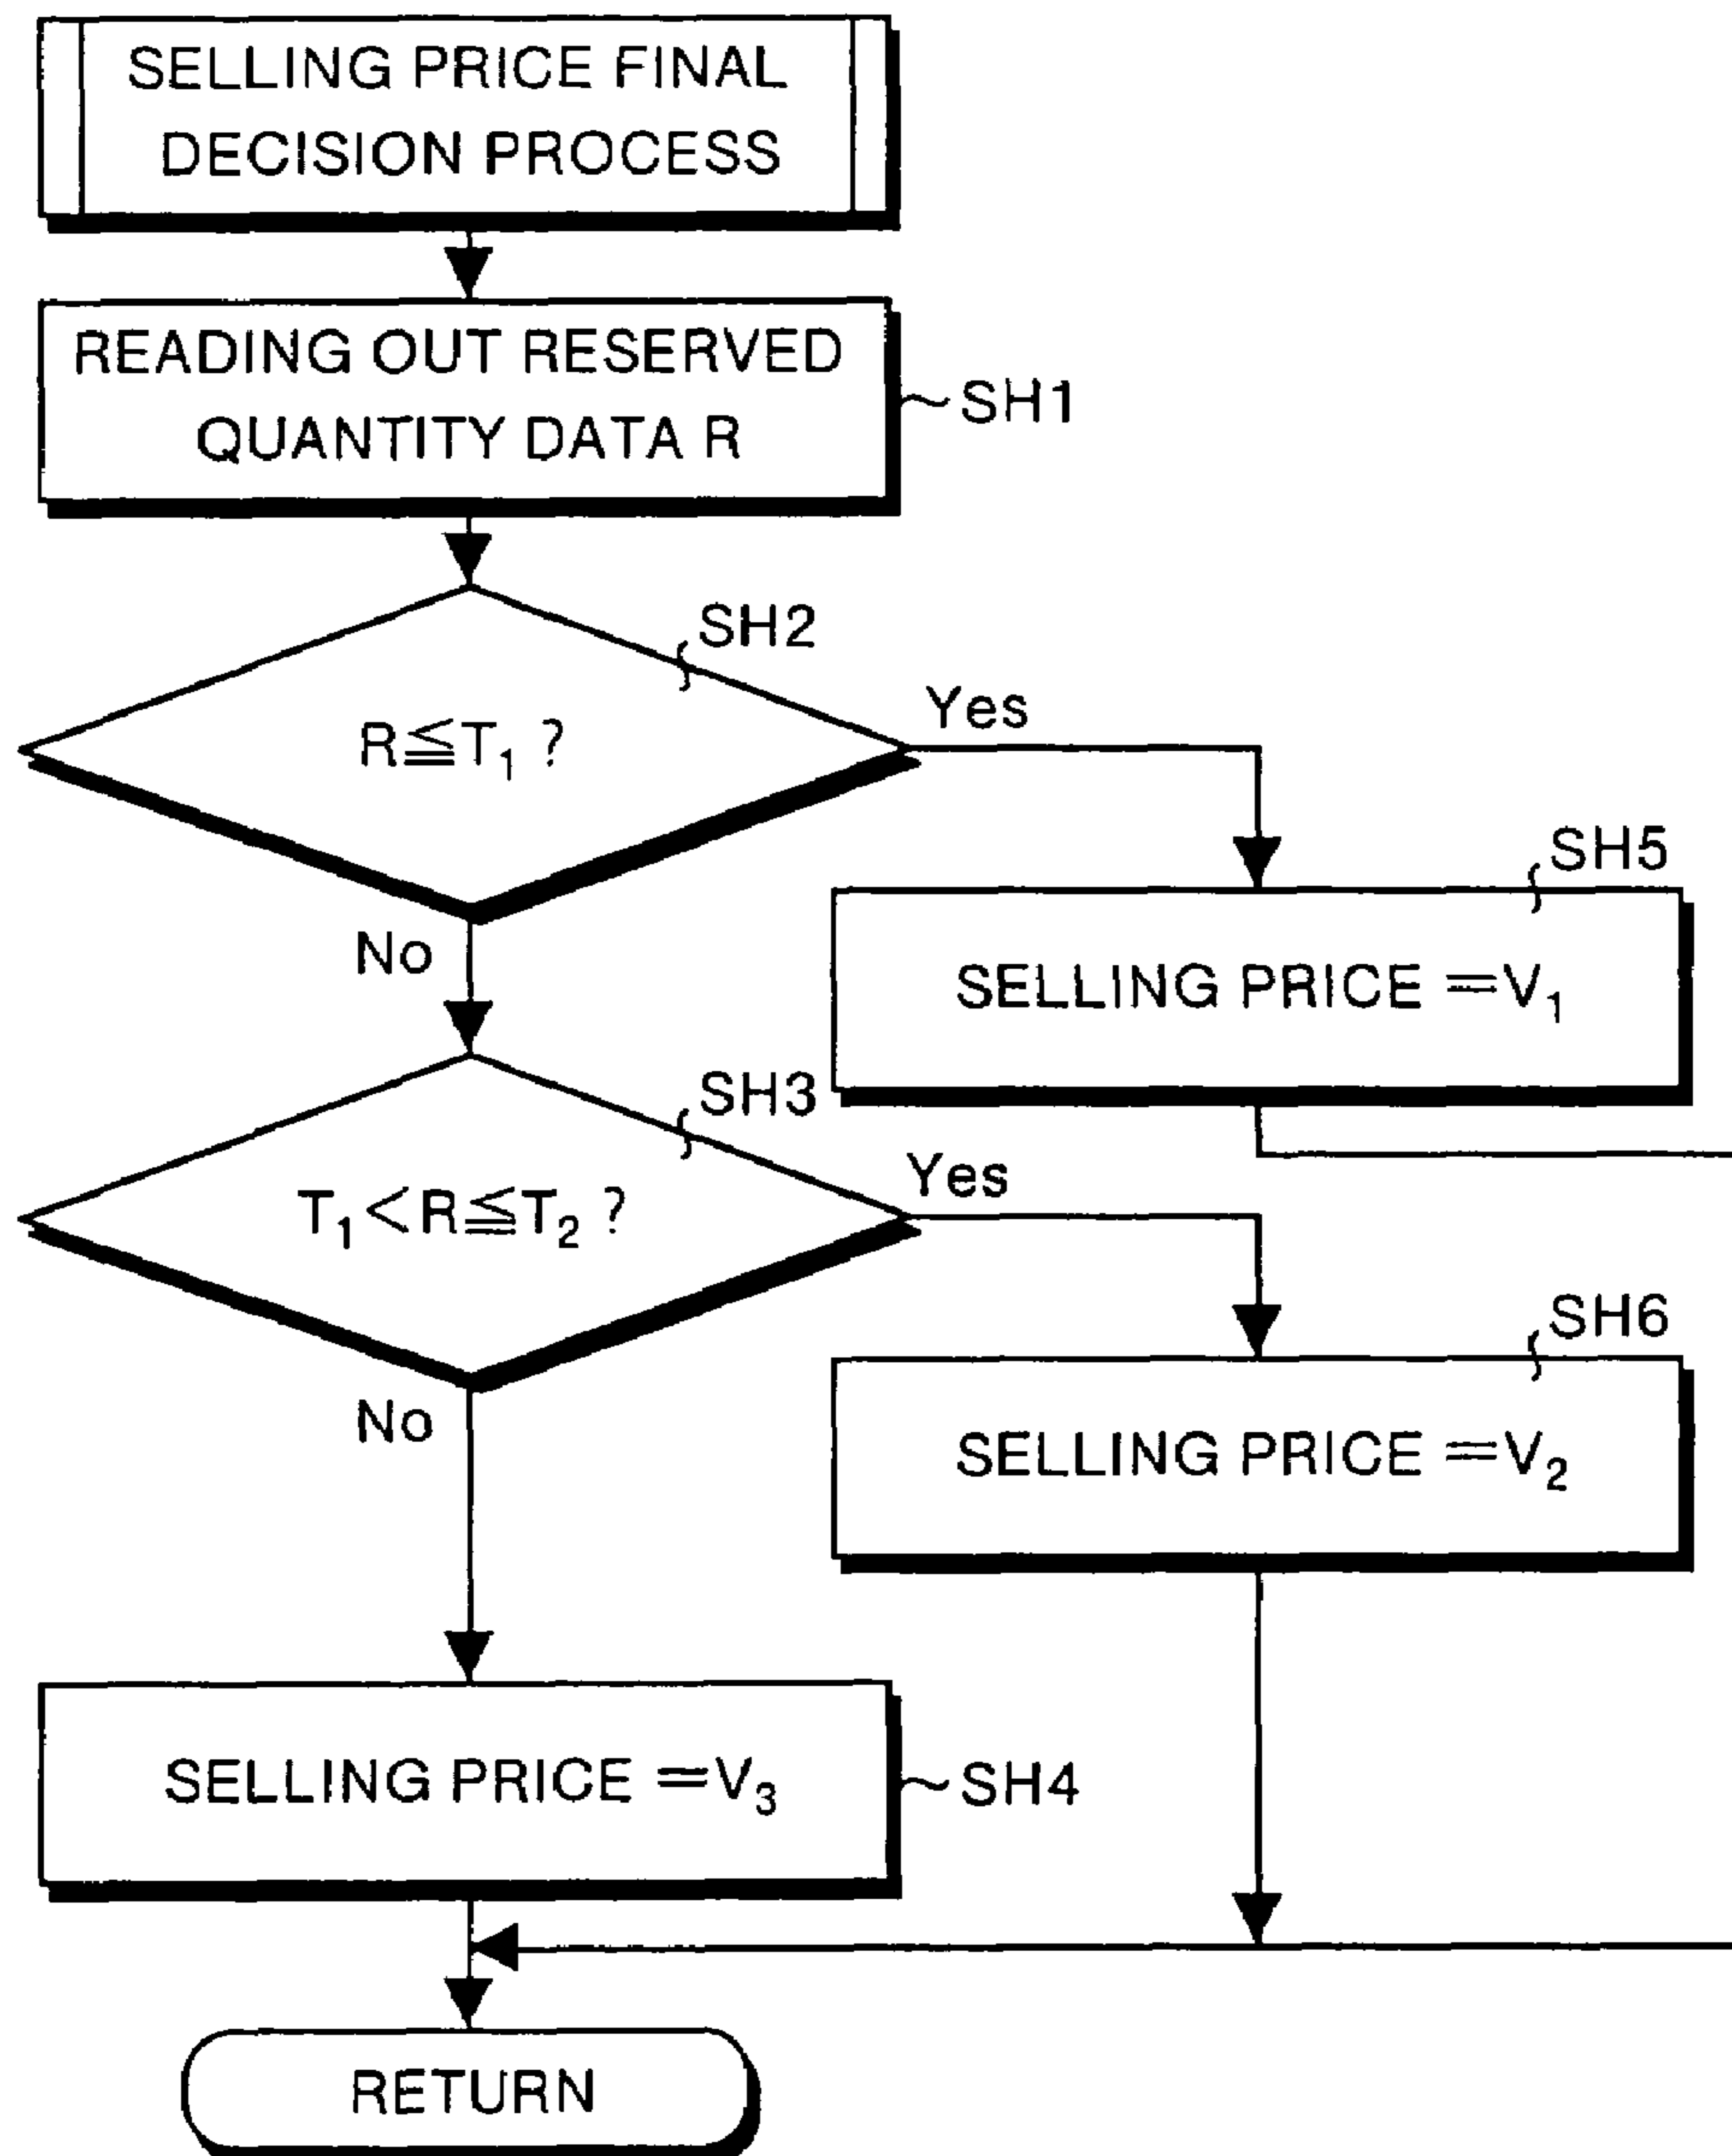 SELLING PRICE FINAL
DECISION PROCESS
READING OUT RESERVED
QUANTITY DATA R
SH1
SH2
R≦T₁ ?
Yes
No
SH5
SELLING PRICE =V₁
SH3
T₁<R≦T₂ ?
Yes
No
SH6
SELLING PRICE =V₂
SELLING PRICE =V₃
SH4
RETURN